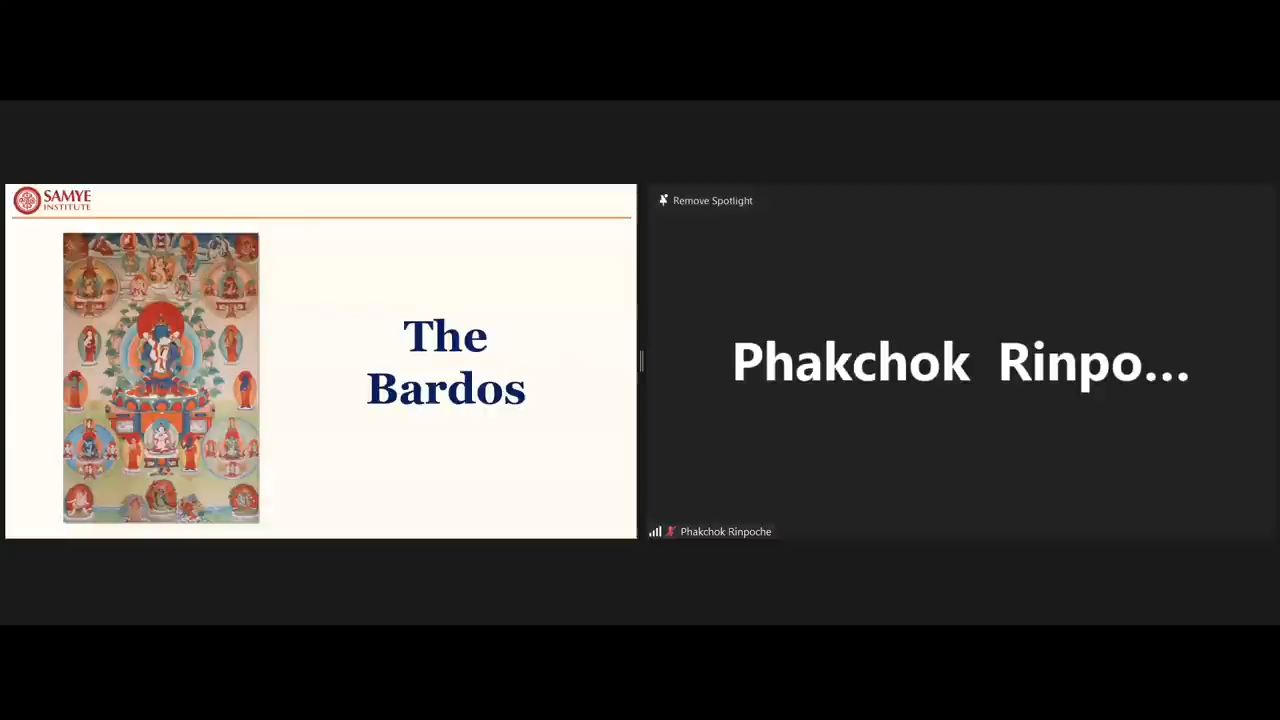 SAMYE
INSTITUTE
The
Bardos
Remove Spotlight
Phakchok Rinpo...
Phakchok Rinpoche